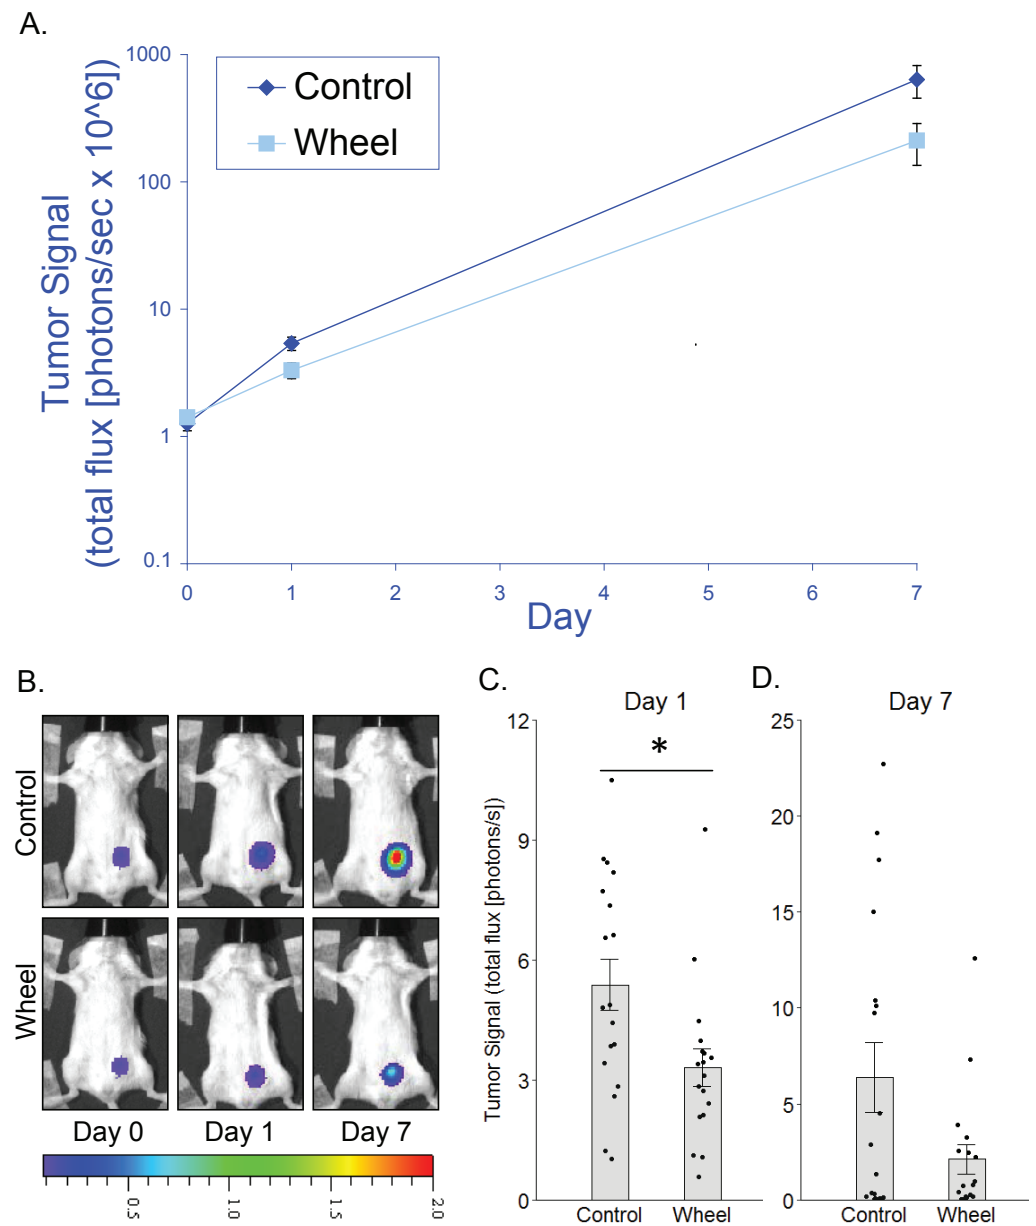 A.
1000
100
10
1
0.1
Tumor Signal
(total flux [photons/sec x 10^6])
Control
Wheel
0 1 2 3 4 5 6 7
Day
B.
Control
Wheel
Day 0 Day 1 Day 7
0.5 1.0 1.5 2.0
C.
Day 1
*
Tumor Signal (total flux [photons/s])
12
9
6
3
0
Control Wheel
D.
Day 7
25
20
15
10
5
0
Control Wheel